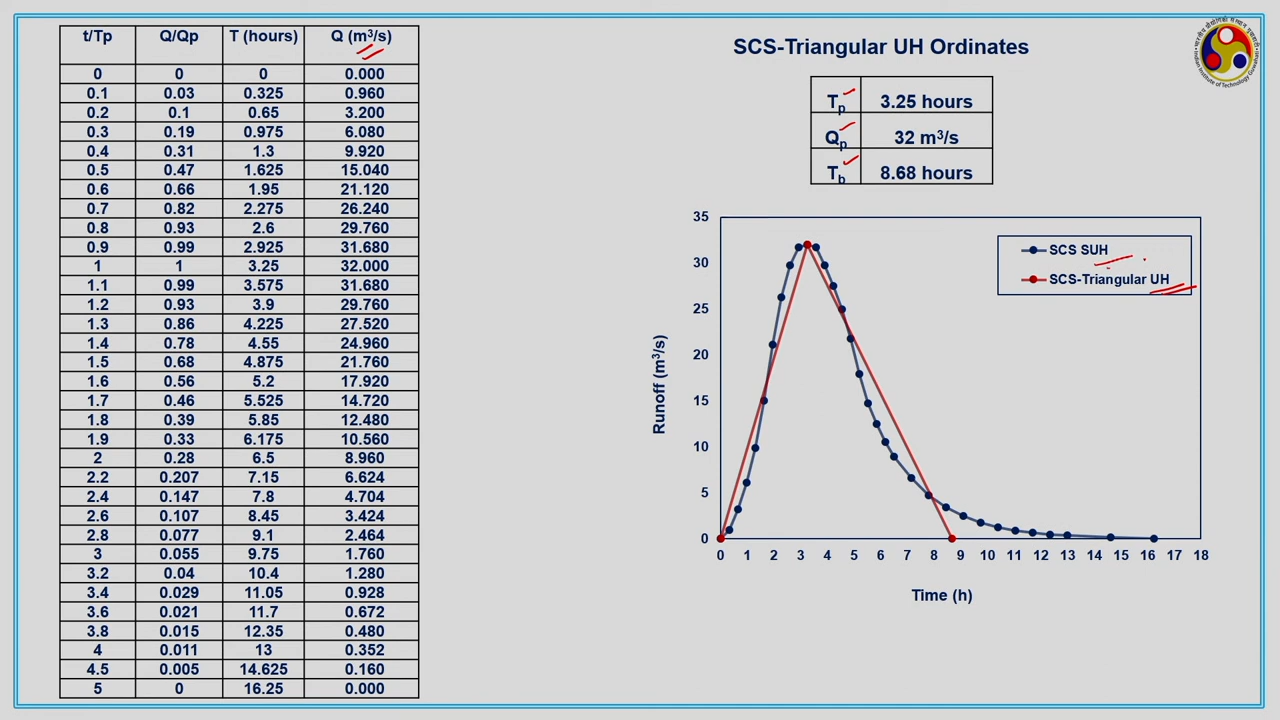 t/Tp Q/Qp T (hours) Q (m³/s)
0 0 0 0.000
0.1 0.03 0.325 0.960
0.2 0.1 0.65 3.200
0.3 0.19 0.975 6.080
0.4 0.31 1.3 9.920
0.5 0.47 1.625 15.040
0.6 0.66 1.95 21.120
0.7 0.82 2.275 26.240
0.8 0.93 2.6 29.760
0.9 0.99 2.925 31.680
1 1 3.25 32.000
1.1 0.99 3.575 31.680
1.2 0.93 3.9 29.760
1.3 0.86 4.225 27.520
1.4 0.78 4.55 24.960
1.5 0.68 4.875 21.760
1.6 0.56 5.2 17.920
1.7 0.46 5.525 14.720
1.8 0.39 5.85 12.480
1.9 0.33 6.175 10.560
2 0.28 6.5 8.960
2.2 0.207 7.15 6.624
2.4 0.147 7.8 4.704
2.6 0.107 8.45 3.424
2.8 0.077 9.1 2.464
3 0.055 9.75 1.760
3.2 0.04 10.4 1.280
3.4 0.029 11.05 0.928
3.6 0.021 11.7 0.672
3.8 0.015 12.35 0.480
4 0.011 13 0.352
4.5 0.005 14.625 0.160
5 0 16.25 0.000
SCS-Triangular UH Ordinates
Tp 3.25 hours
Qp 32 m³/s
Tb 8.68 hours
35
30
25
20
15
10
5
0
Runoff (m³/s)
SCS SUH
SCS-Triangular UH
0 1 2 3 4 5 6 7 8 9 10 11 12 13 14 15 16 17 18
Time (h)
Indian Institute of Technology Guwahati